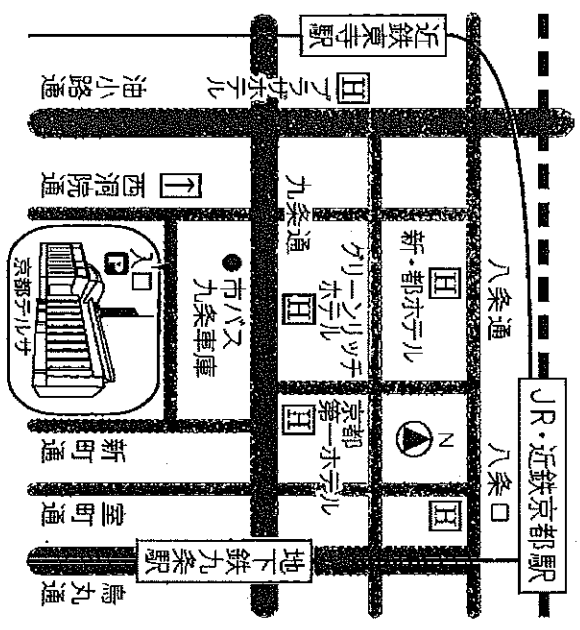 近鉄東寺駅
JR・近鉄京都駅
八条通
八条口
N
H
新・都ホテル
H
プラザホテル
H
グリーンリッチ
ホテル
H
京都
第一ホテル
H
九条通
地下鉄九条駅
市バス
九条車庫
入口
P
京都テルサ
油小路通
西洞院通
新町通
室町通
烏丸通